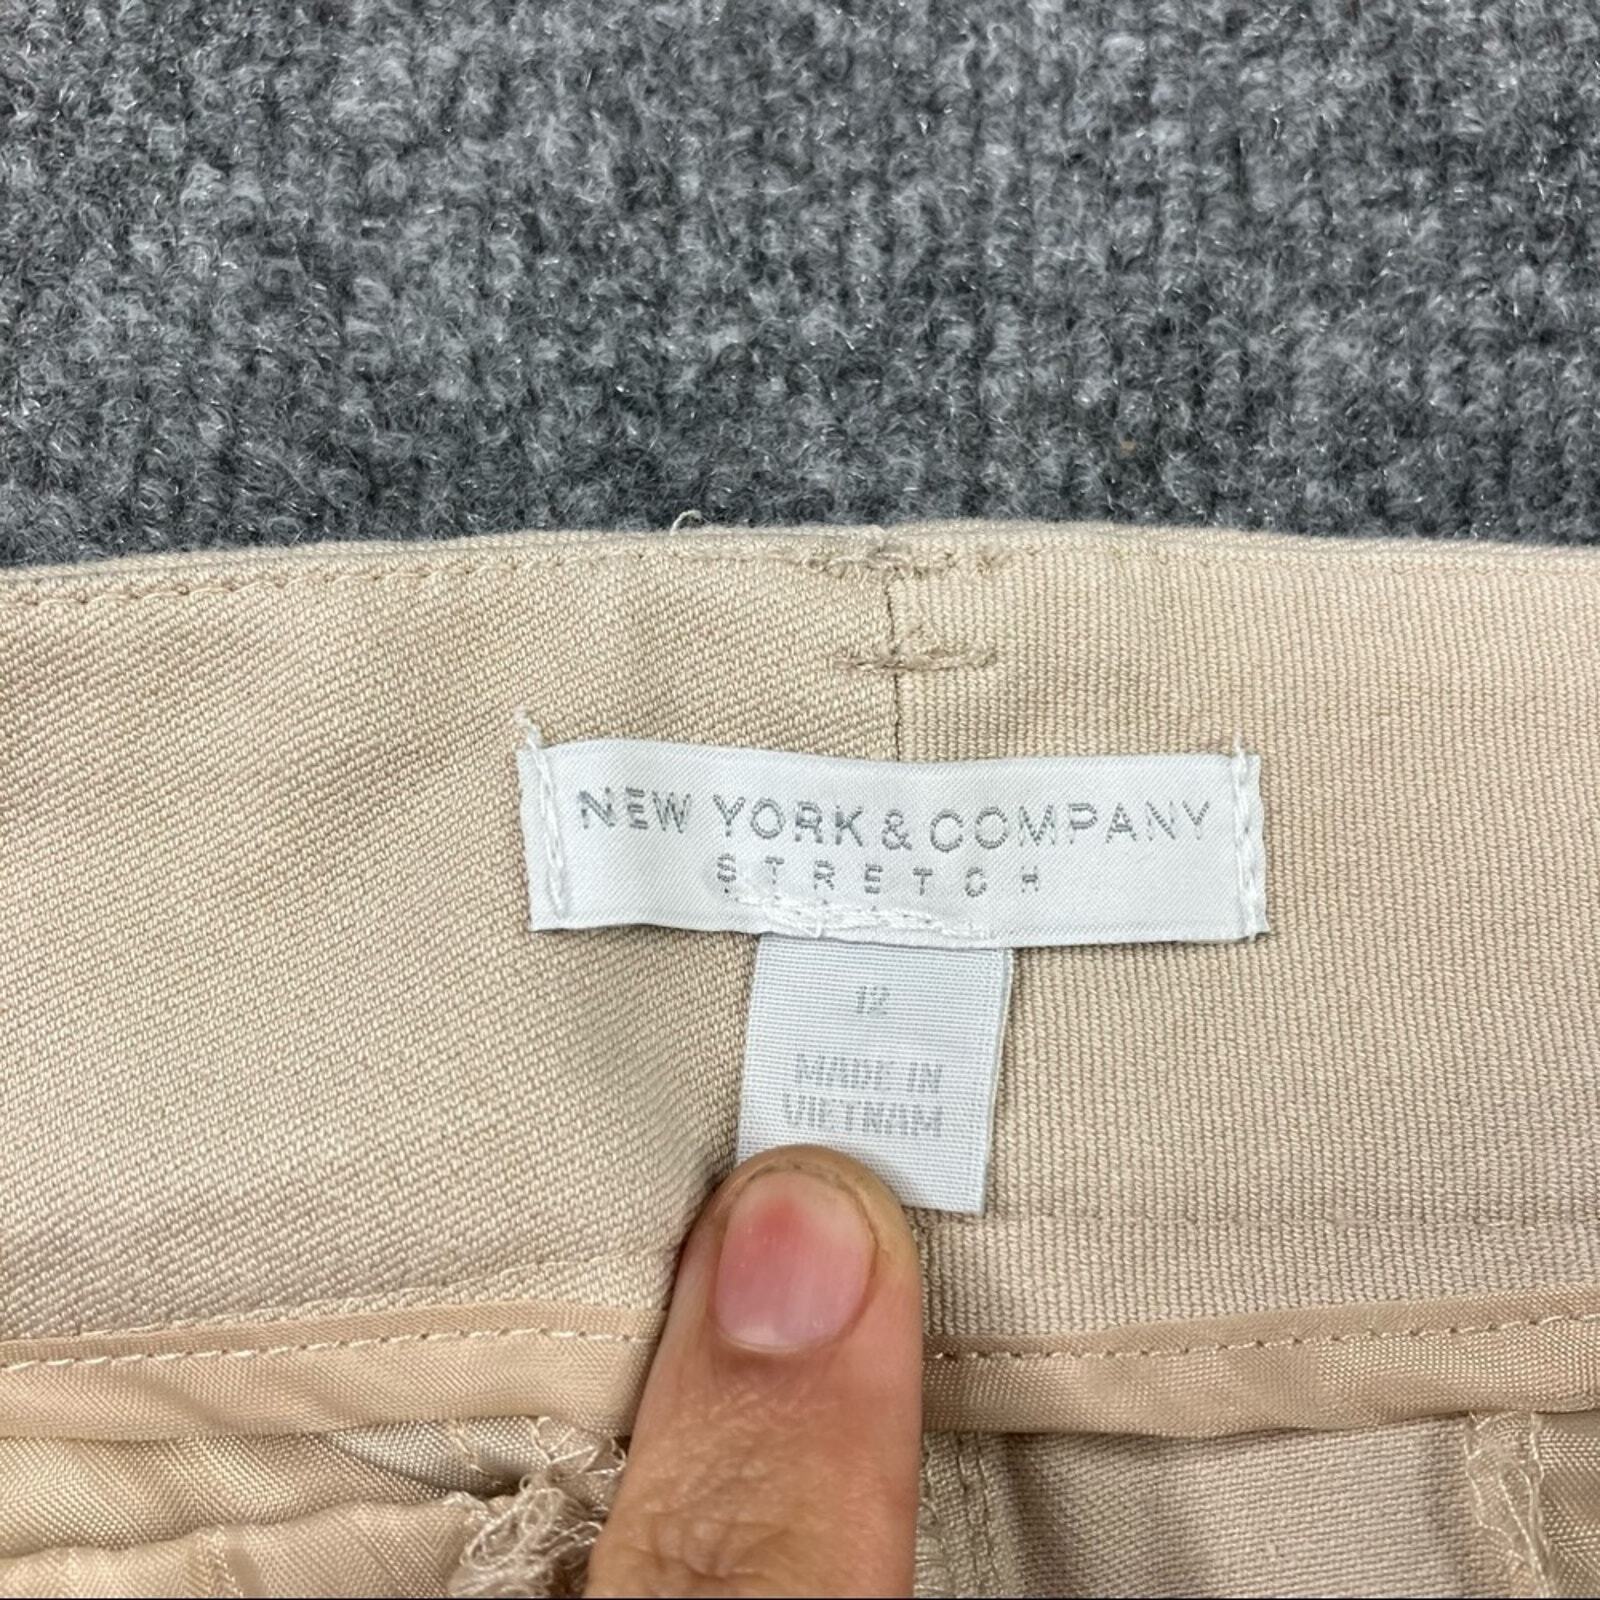 NEW YORK & COMPANY
STRETCH
12
MADE IN
VIETNAM